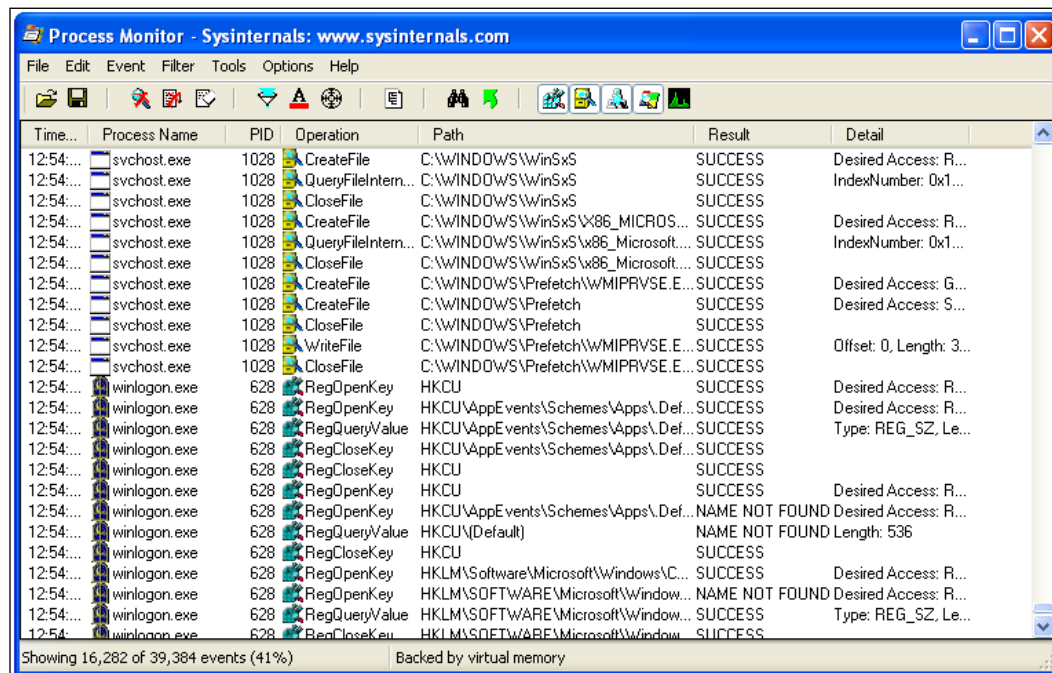 Process Monitor - Sysinternals: www.sysinternals.com
File Edit Event Filter Tools Options Help
Time... Process Name PID Operation Path Result Detail
12:54:... svchost.exe 1028 CreateFile C:\WINDOWS\WinSxS SUCCESS Desired Access: R...
12:54:... svchost.exe 1028 QueryFileIntern... C:\WINDOWS\WinSxS SUCCESS IndexNumber: 0x1...
12:54:... svchost.exe 1028 CloseFile C:\WINDOWS\WinSxS SUCCESS
12:54:... svchost.exe 1028 CreateFile C:\WINDOWS\WinSxS\X86_MICROS... SUCCESS Desired Access: R...
12:54:... svchost.exe 1028 QueryFileIntern... C:\WINDOWS\WinSxS\x86_Microsoft.... SUCCESS IndexNumber: 0x1...
12:54:... svchost.exe 1028 CloseFile C:\WINDOWS\WinSxS\x86_Microsoft.... SUCCESS
12:54:... svchost.exe 1028 CreateFile C:\WINDOWS\Prefetch\WMIPRVSE.E... SUCCESS Desired Access: G...
12:54:... svchost.exe 1028 CreateFile C:\WINDOWS\Prefetch SUCCESS Desired Access: S...
12:54:... svchost.exe 1028 CloseFile C:\WINDOWS\Prefetch SUCCESS
12:54:... svchost.exe 1028 WriteFile C:\WINDOWS\Prefetch\WMIPRVSE.E... SUCCESS Offset: 0, Length: 3...
12:54:... svchost.exe 1028 CloseFile C:\WINDOWS\Prefetch\WMIPRVSE.E... SUCCESS
12:54:... winlogon.exe 628 RegOpenKey HKCU SUCCESS Desired Access: R...
12:54:... winlogon.exe 628 RegOpenKey HKCU\AppEvents\Schemes\Apps\.Def... SUCCESS Desired Access: R...
12:54:... winlogon.exe 628 RegQueryValue HKCU\AppEvents\Schemes\Apps\.Def... SUCCESS Type: REG_SZ, Le...
12:54:... winlogon.exe 628 RegCloseKey HKCU\AppEvents\Schemes\Apps\.Def... SUCCESS
12:54:... winlogon.exe 628 RegCloseKey HKCU SUCCESS
12:54:... winlogon.exe 628 RegOpenKey HKCU SUCCESS Desired Access: R...
12:54:... winlogon.exe 628 RegOpenKey HKCU\AppEvents\Schemes\Apps\.Def... NAME NOT FOUND Desired Access: R...
12:54:... winlogon.exe 628 RegQueryValue HKCU\(Default) NAME NOT FOUND Length: 536
12:54:... winlogon.exe 628 RegCloseKey HKCU SUCCESS
12:54:... winlogon.exe 628 RegOpenKey HKLM\Software\Microsoft\Windows\C... SUCCESS Desired Access: R...
12:54:... winlogon.exe 628 RegOpenKey HKLM\SOFTWARE\Microsoft\Window... NAME NOT FOUND Desired Access: R...
12:54:... winlogon.exe 628 RegQueryValue HKLM\SOFTWARE\Microsoft\Window... SUCCESS Type: REG_SZ, Le...
12:54:... winlogon.exe 628 RegCloseKey HKLM\SOFTWARE\Microsoft\Window... SUCCESS
Showing 16,282 of 39,384 events (41%) Backed by virtual memory